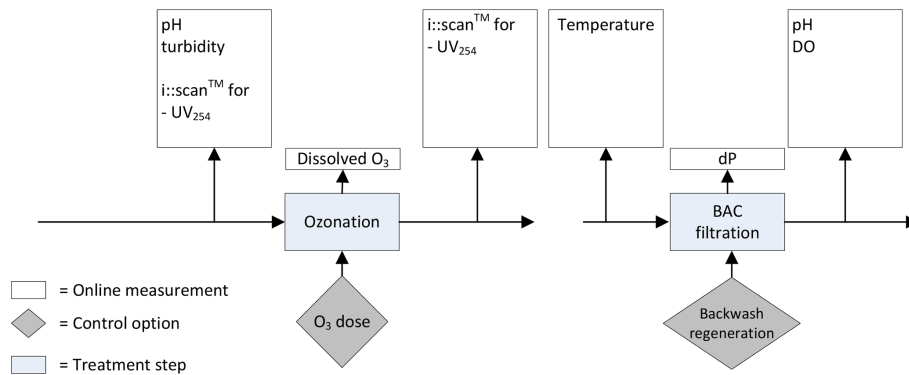 pH
turbidity
i::scan™ for
- UV₂₅₄
i::scan™ for
- UV₂₅₄
Temperature
pH
DO
Dissolved O₃
dP
Ozonation
BAC
filtration
O₃ dose
Backwash
regeneration
= Online measurement
= Control option
= Treatment step